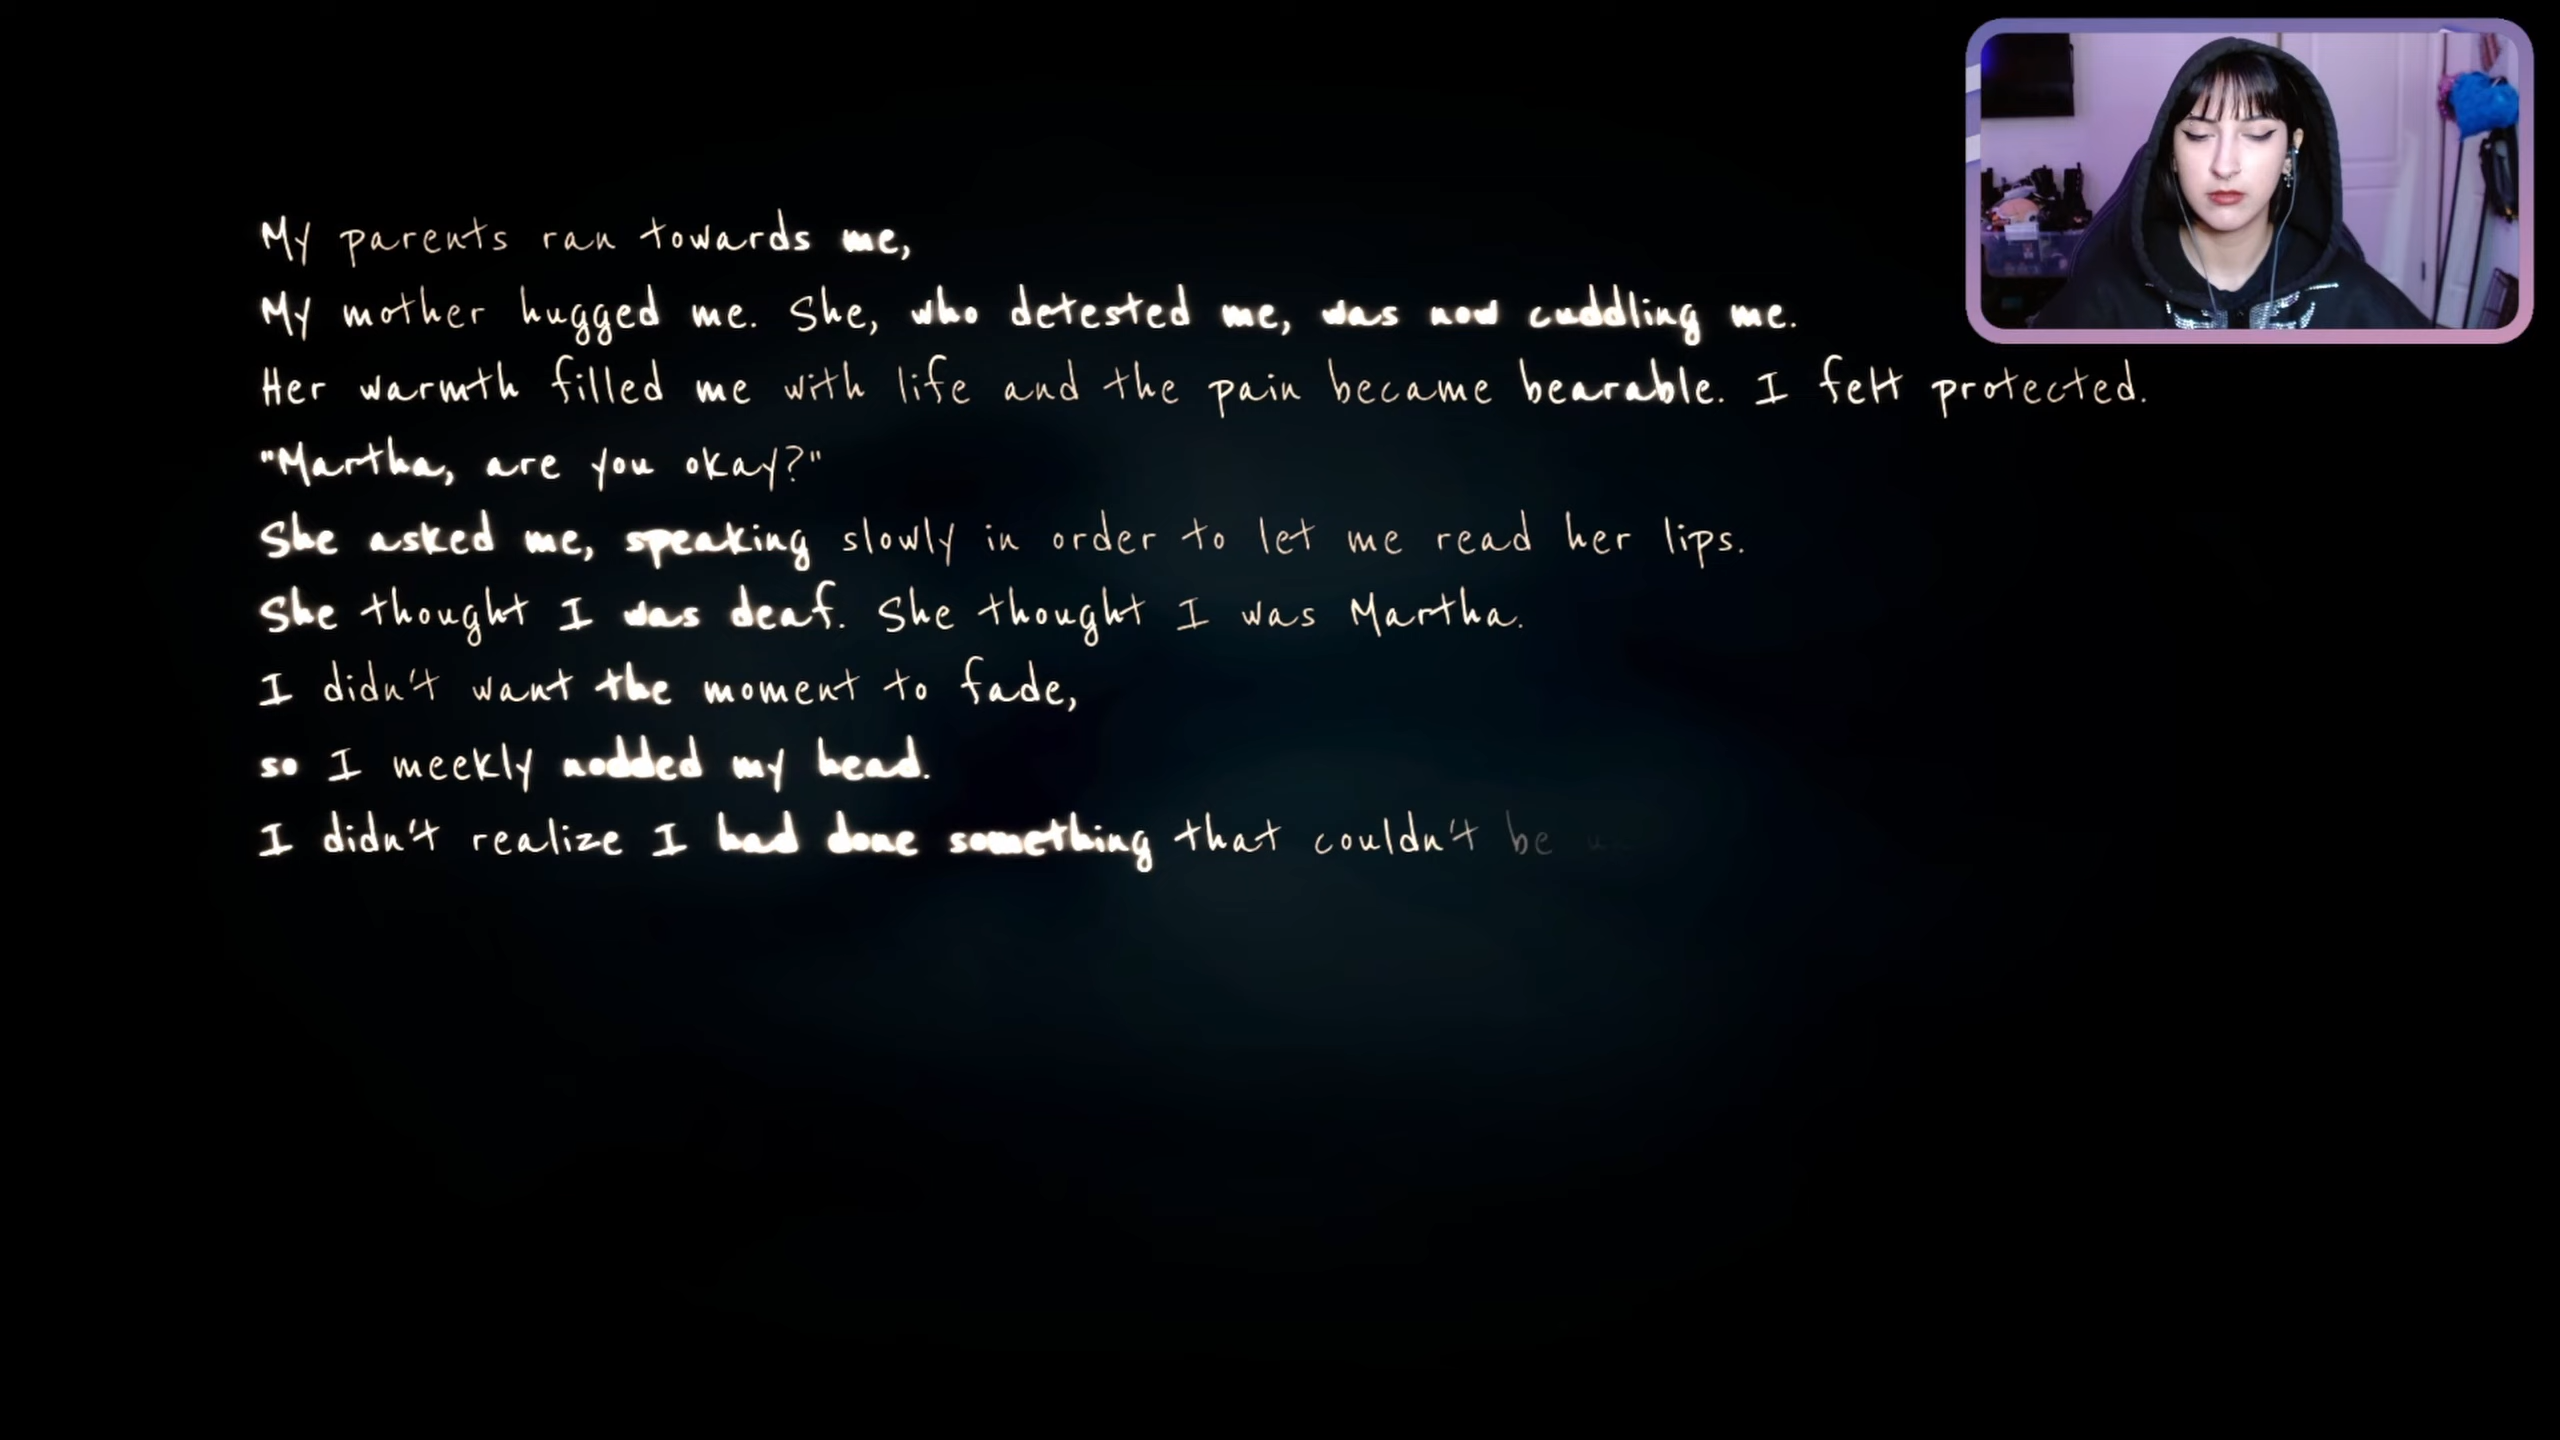 My parents ran towards me,
My mother hugged me. She, who detested me, was now cuddling me.
Her warmth filled me with life and the pain became bearable. I felt protected.
"Martha, are you okay?"
She asked me, speaking slowly in order to let me read her lips.
She thought I was deaf. She thought I was Martha.
I didn't want the moment to fade,
so I meekly nodded my head.
I didn't realize I had done something that couldn't be